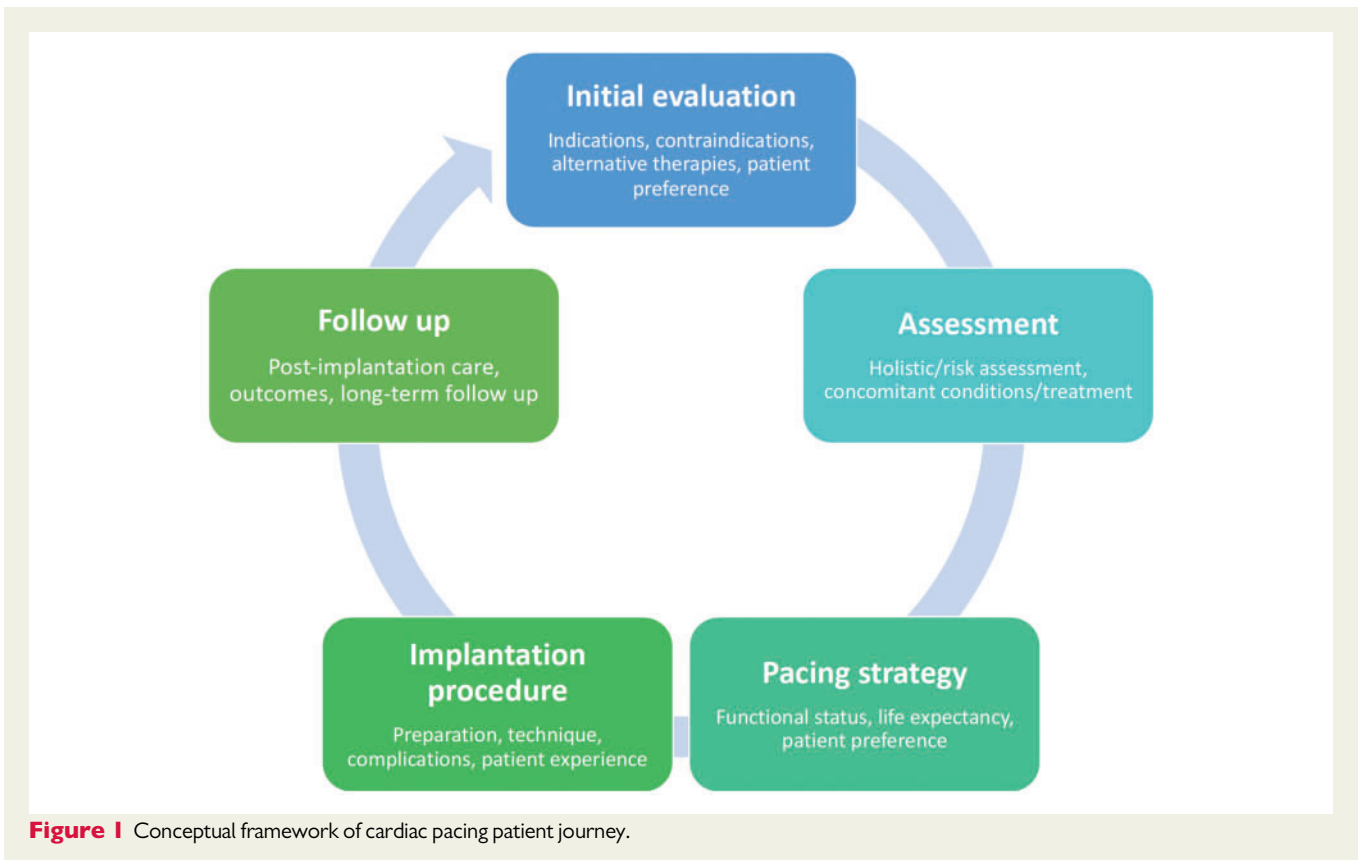 Initial evaluation
Indications, contraindications,
alternative therapies, patient
preference
Assessment
Holistic/risk assessment,
concomitant conditions/treatment
Pacing strategy
Functional status, life expectancy,
patient preference
Implantation
procedure
Preparation, technique,
complications, patient experience
Follow up
Post-implantation care,
outcomes, long-term follow up
Figure 1 Conceptual framework of cardiac pacing patient journey.